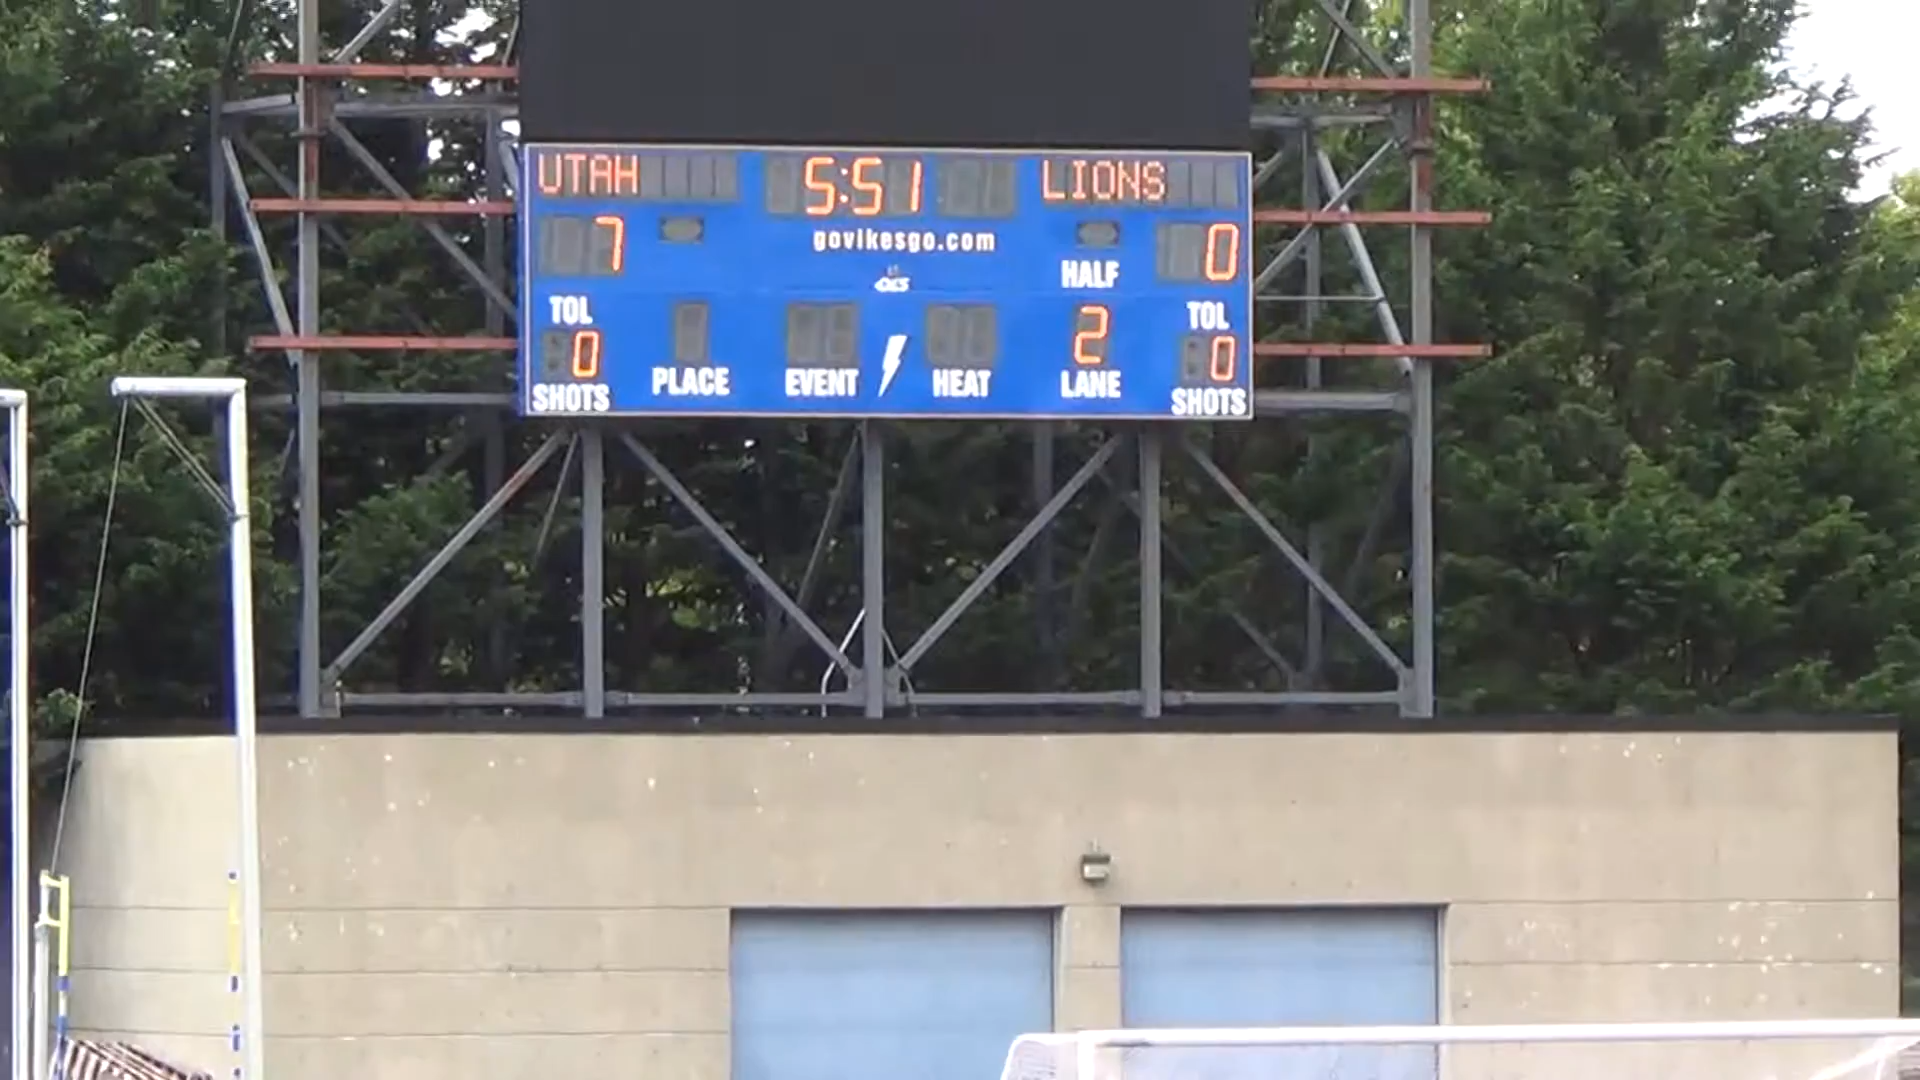 UTAH 5:51 LIONS
7 govikesgo.com 0
HALF
TOL TOL
0 2 0
SHOTS PLACE EVENT HEAT LANE SHOTS